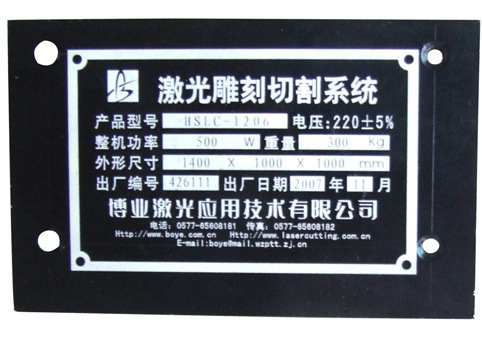 激光雕刻切割系统
产品型号 HSLC-1206 电压:220±5%
整机功率 500 W 重量 300 Kg
外形尺寸 1400 X 1000 X 1000 mm
出厂编号 426111 出厂日期 2007 年 11 月
博业激光应用技术有限公司
电话: 0577-65608181 传真: 0577-65608182
Http://www.boye.com.cn Http://www.lasercutting.com.cn
E-mail:boye@mail.wzptt.zj.cn